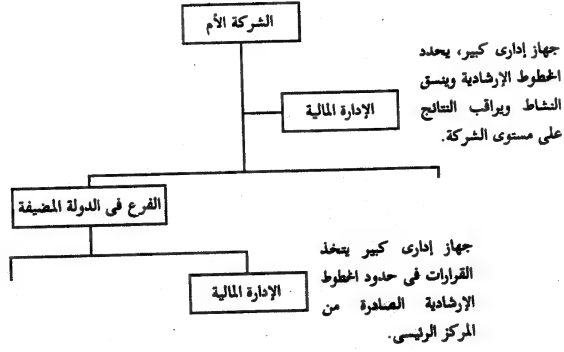 الشركة الأم
جهاز إدارى كبير، يحدد
الخطوط الإرشادية وينسق
النشاط ويراقب النتائج
على مستوى الشركة.
الإدارة المالية
الفرع فى الدولة المضيفة
جهاز إدارى كبير يتخذ
القرارات فى حدود الخطوط
الإرشادية الصادرة من
المركز الرئيسى.
الإدارة المالية